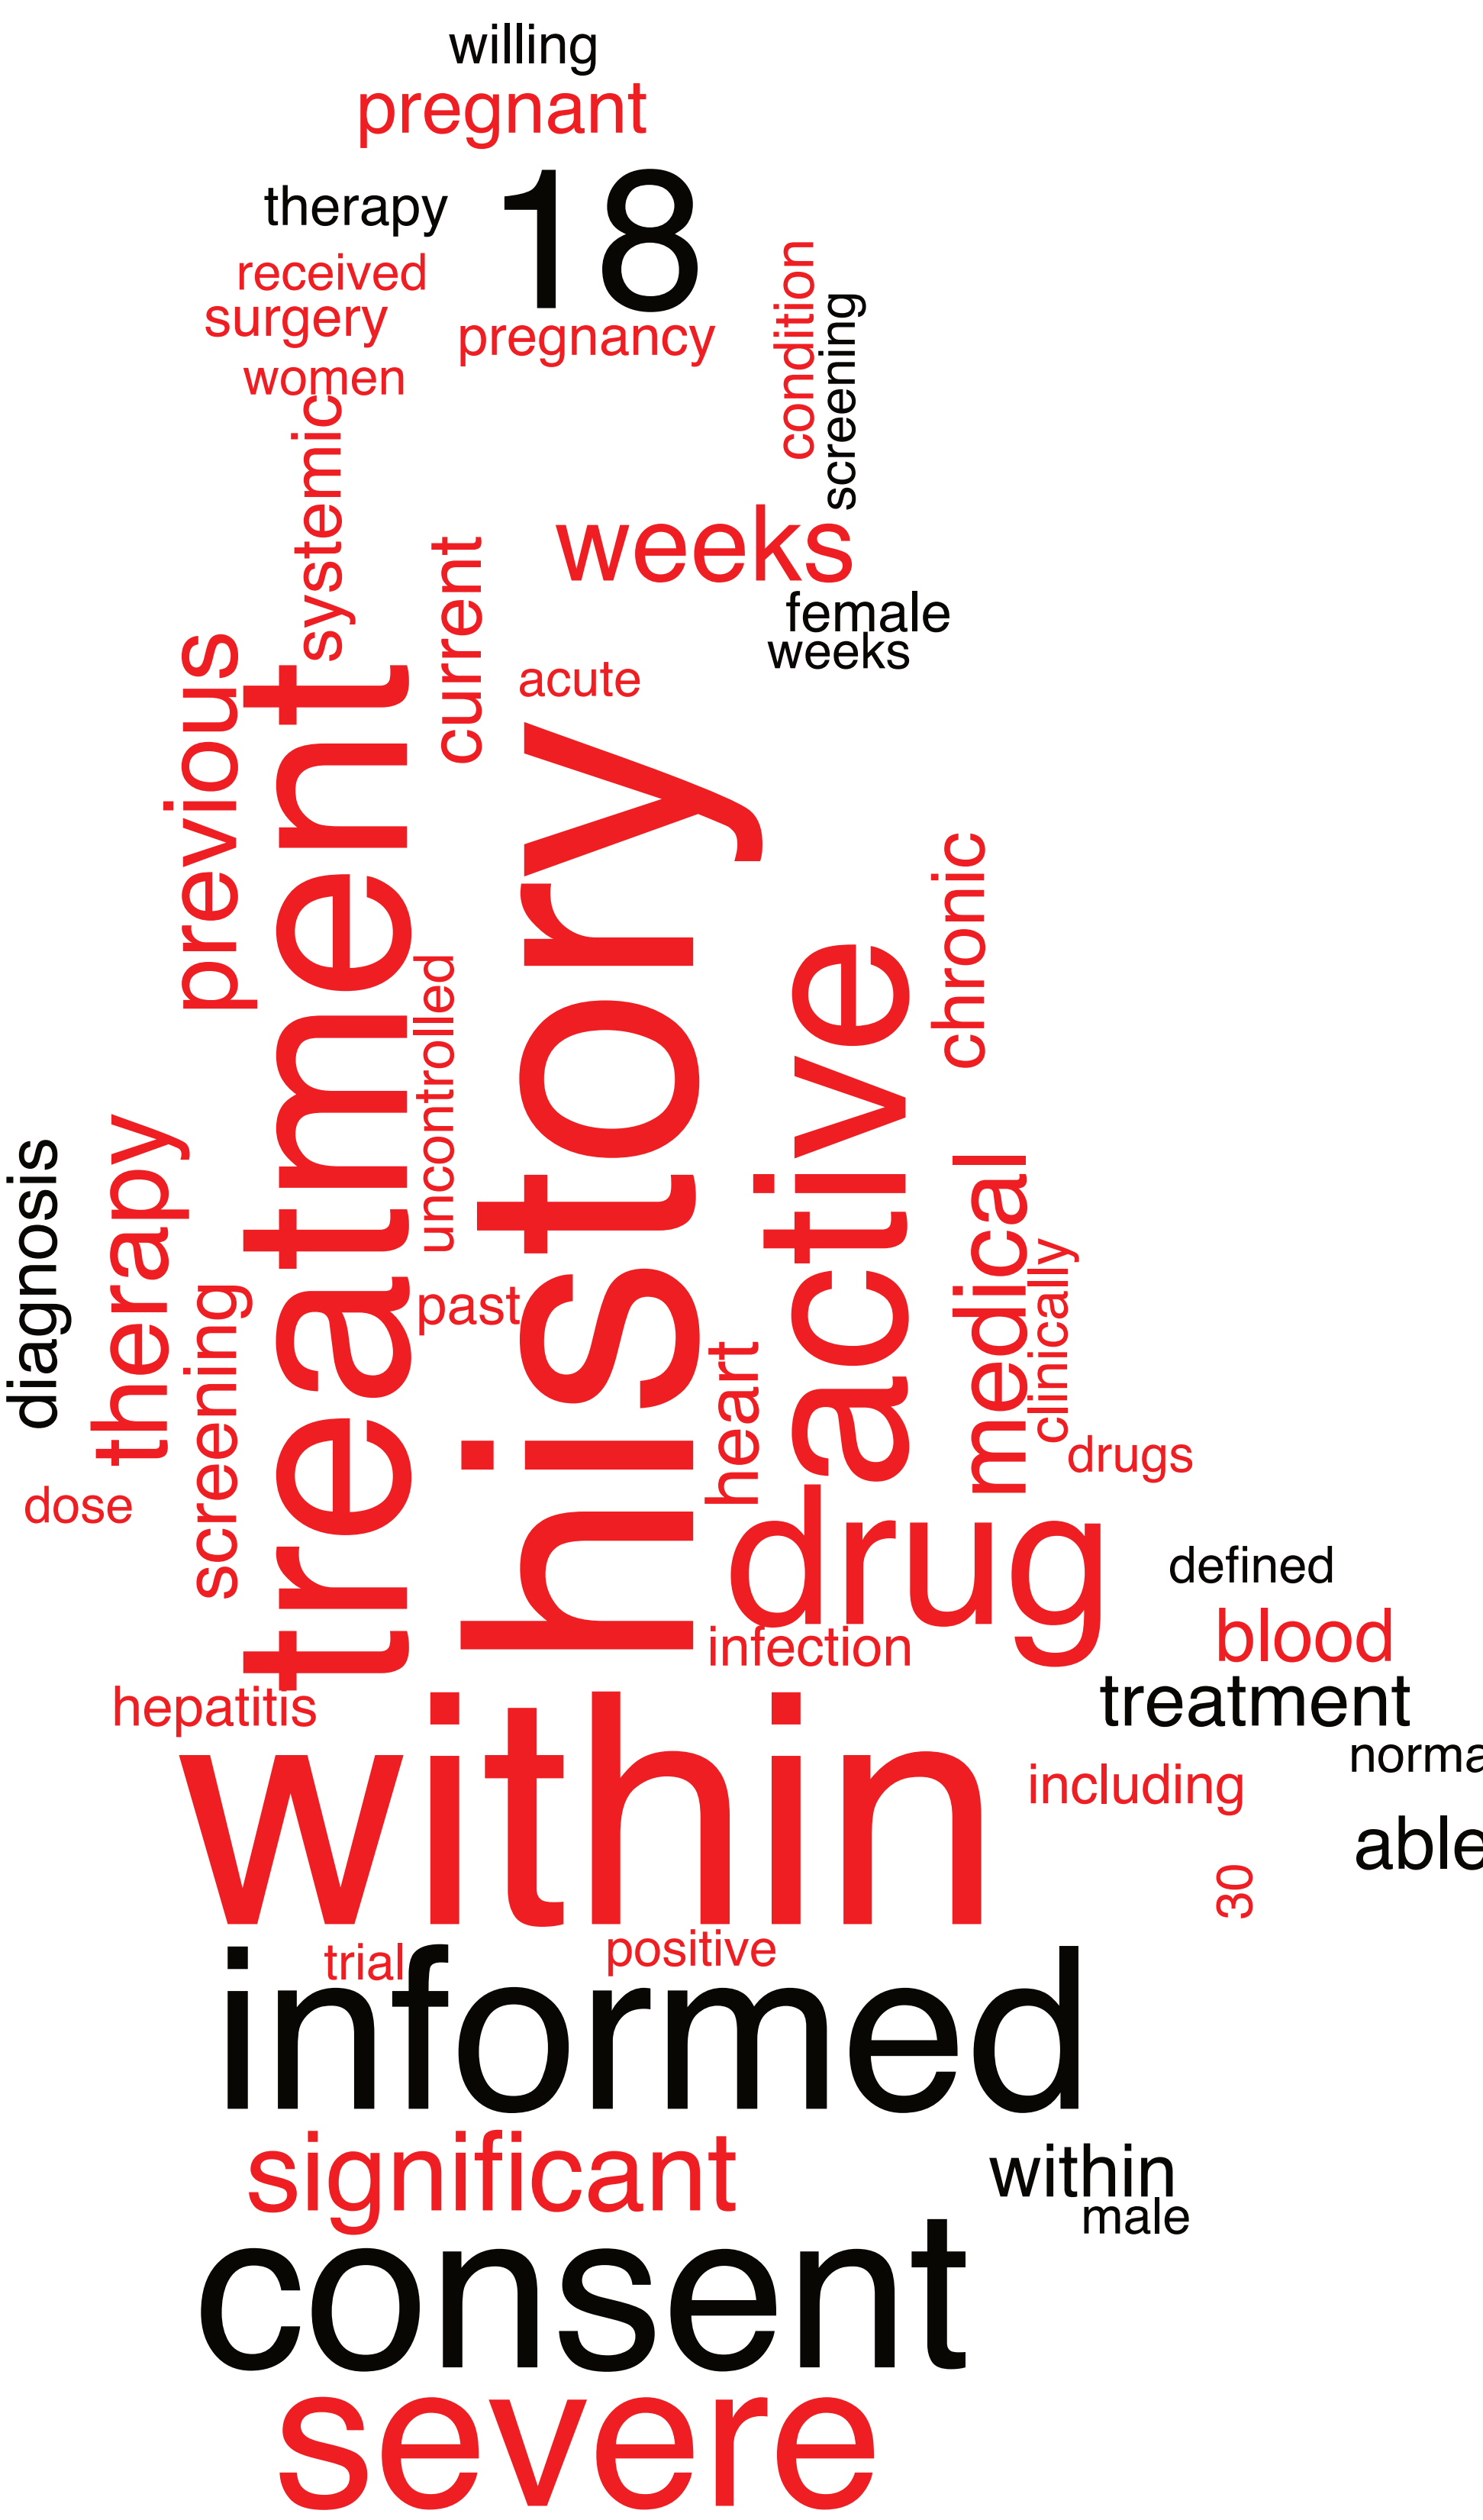 willing
pregnant
therapy
18
received
surgery
pregnancy
women
condition
screening
systemic
weeks
current
female
weeks
previous
acute
treatment
history
chronic
active
uncontrolled
diagnosis
therapy
medical
clinically
screening
past
heart
drugs
dose
drug
defined
infection
blood
hepatitis
treatment
within
norma
including
able
30
trial
positive
informed
significant
within
male
consent
severe